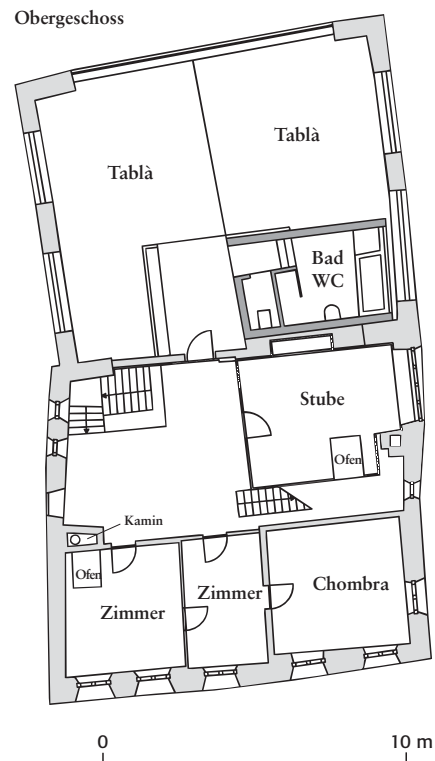 Obergeschoss
Tablà
Tablà
Bad
WC
Stube
Ofen
Kamin
Ofen
Zimmer
Zimmer
Chombra
0
10 m